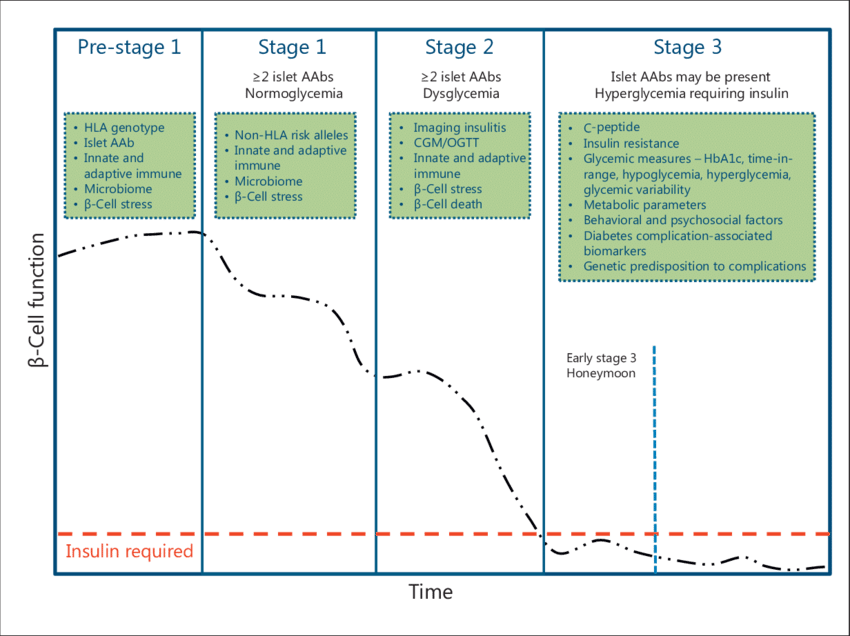 Pre-stage 1
Stage 1
≥2 islet AAbs
Normoglycemia
Stage 2
≥2 islet AAbs
Dysglycemia
Stage 3
Islet AAbs may be present
Hyperglycemia requiring insulin
• HLA genotype
• Islet AAb
• Innate and
adaptive immune
• Microbiome
• β-Cell stress
• Non-HLA risk alleles
• Innate and adaptive
immune
• Microbiome
• β-Cell stress
• Imaging insulitis
• CGM/OGTT
• Innate and adaptive
immune
• β-Cell stress
• β-Cell death
• C-peptide
• Insulin resistance
• Glycemic measures – HbA1c, time-in-
range, hypoglycemia, hyperglycemia,
glycemic variability
• Metabolic parameters
• Behavioral and psychosocial factors
• Diabetes complication-associated
biomarkers
• Genetic predisposition to complications
β-Cell function
Early stage 3
Honeymoon
Insulin required
Time